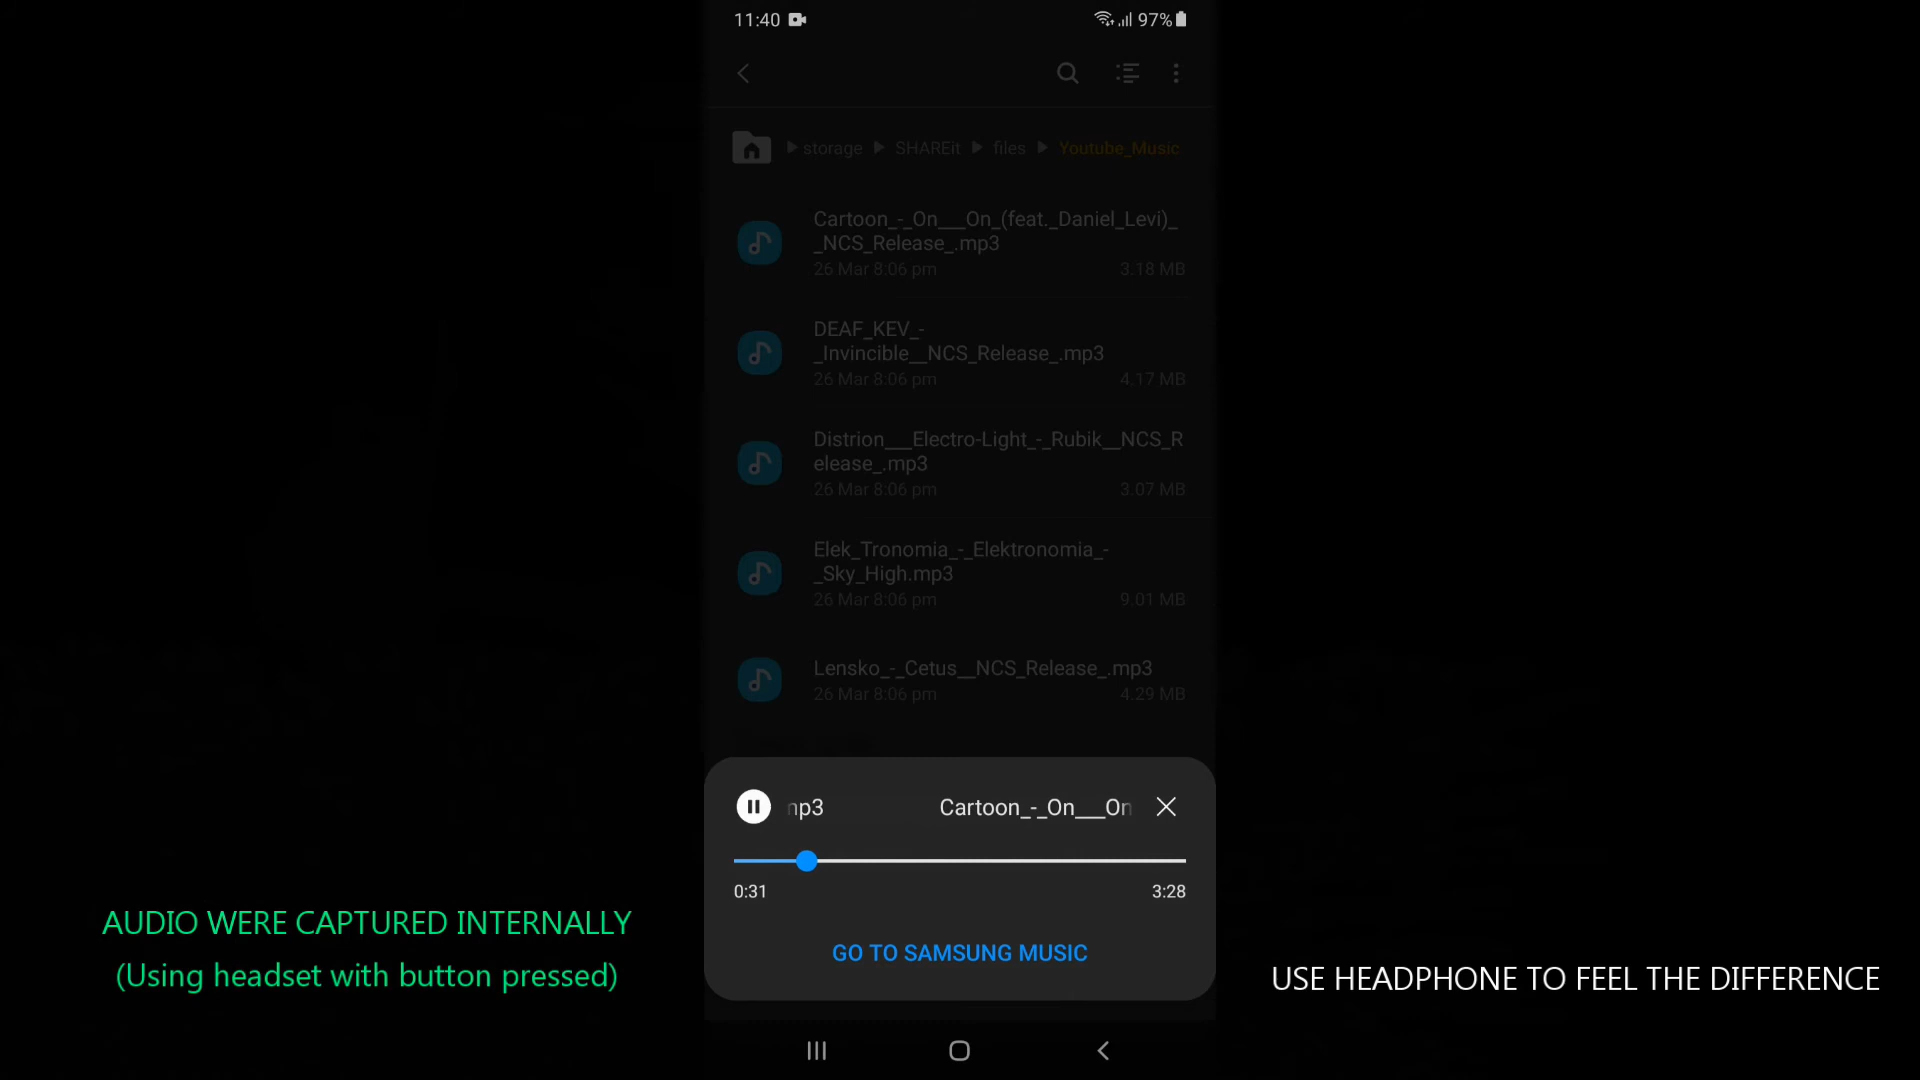 11:40
97%
storage SHAREit files Youtube_Music
Cartoon_-_On___On_(feat._Daniel_Levi)_
_NCS_Release_.mp3
26 Mar 8:06 pm 3.18 MB
DEAF_KEV_-
_Invincible__NCS_Release_.mp3
26 Mar 8:06 pm 4.17 MB
Distrion___Electro-Light_-_Rubik__NCS_R
elease_.mp3
26 Mar 8:06 pm 3.07 MB
Elek_Tronomia_-_Elektronomia_-
_Sky_High.mp3
26 Mar 8:06 pm 9.01 MB
Lensko_-_Cetus__NCS_Release_.mp3
26 Mar 8:06 pm 4.29 MB
mp3 Cartoon_-_On___On
0:31 3:28
GO TO SAMSUNG MUSIC
AUDIO WERE CAPTURED INTERNALLY
(Using headset with button pressed)
USE HEADPHONE TO FEEL THE DIFFERENCE